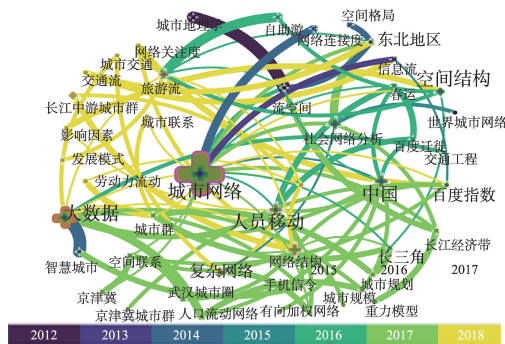 空间格局
城市地理学
自助游
网络连接度
东北地区
网络关注度
城市交通
信息流
交通流
旅游流
空间结构
春运
长江中游城市群
流空间
世界城市网络
城市联系
影响因素
社会网络分析
百度迁徙
交通工程
发展模式
劳动力流动
城市网络
中国
百度指数
大数据
人员移动
城市群
长江经济带
智慧城市
空间联系
复杂网络
网络结构
长三角
2015
2016
2017
京津冀
武汉城市圈
手机信令
城市规划
城市规模
京津冀城市群
人口流动网络
有向加权网络
重力模型
2012
2013
2014
2015
2016
2017
2018